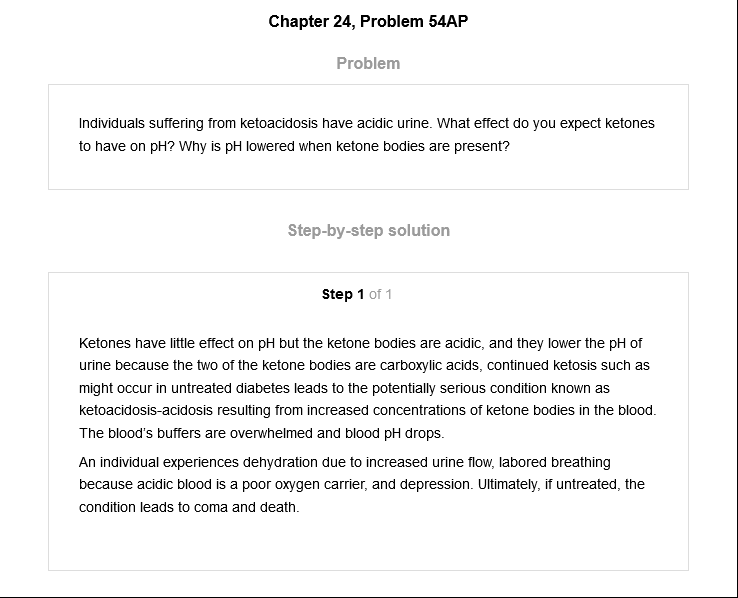 Chapter 24, Problem 54AP
Problem
Individuals suffering from ketoacidosis have acidic urine. What effect do you expect ketones
to have on pH? Why is pH lowered when ketone bodies are present?
Step-by-step solution
Step 1 of 1
Ketones have little effect on pH but the ketone bodies are acidic, and they lower the pH of
urine because the two of the ketone bodies are carboxylic acids, continued ketosis such as
might occur in untreated diabetes leads to the potentially serious condition known as
ketoacidosis-acidosis resulting from increased concentrations of ketone bodies in the blood.
The blood's buffers are overwhelmed and blood pH drops.
An individual experiences dehydration due to increased urine flow, labored breathing
because acidic blood is a poor oxygen carrier, and depression. Ultimately, if untreated, the
condition leads to coma and death.